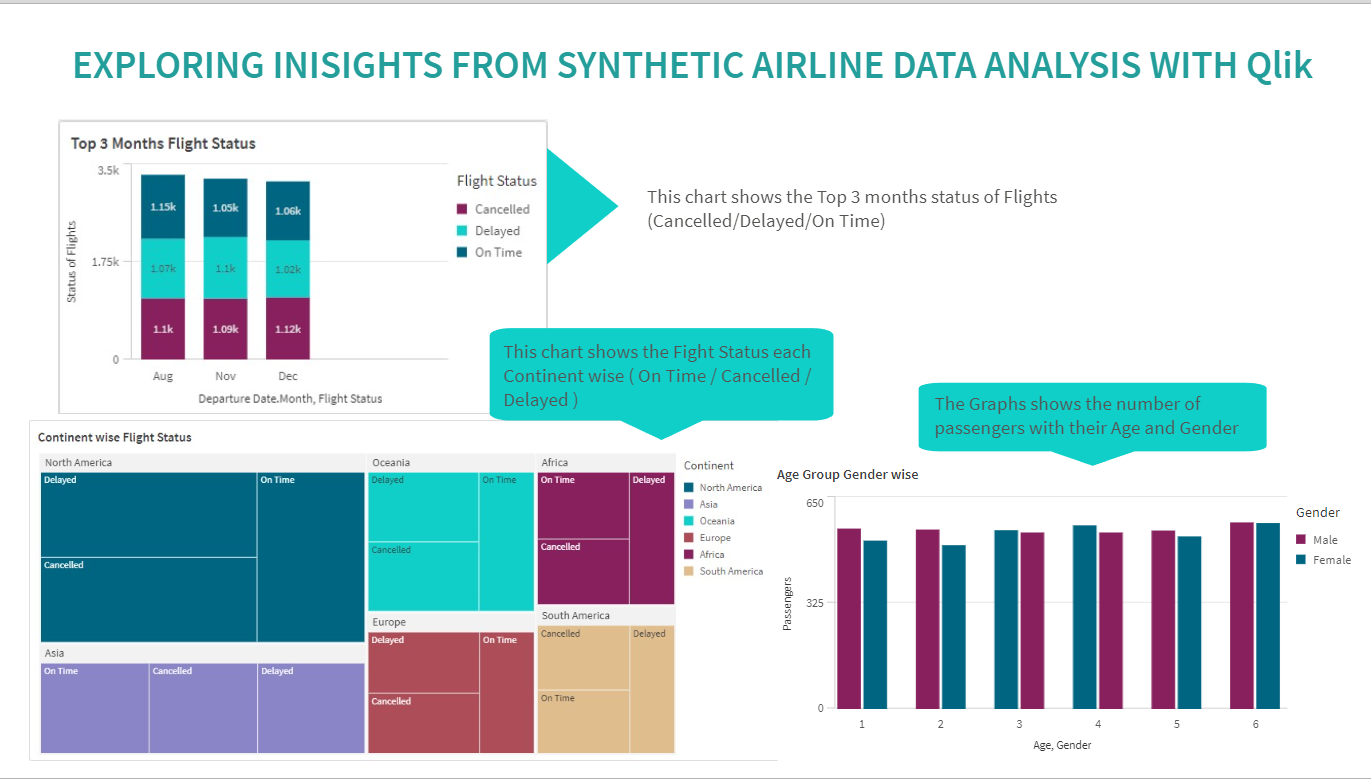 EXPLORING INISIGHTS FROM SYNTHETIC AIRLINE DATA ANALYSIS WITH Qlik
Top 3 Months Flight Status
3.5k
1.75k
0
Status of Flights
1.15k
1.05k
1.06k
1.07k
1.1k
1.02k
1.1k
1.09k
1.12k
Aug
Nov
Dec
Departure Date.Month, Flight Status
Flight Status
Cancelled
Delayed
On Time
This chart shows the Top 3 months status of Flights
(Cancelled/Delayed/On Time)
This chart shows the Fight Status each
Continent wise ( On Time / Cancelled /
Delayed )
The Graphs shows the number of
passengers with their Age and Gender
Continent wise Flight Status
North America
Delayed
On Time
Cancelled
Asia
On Time
Cancelled
Delayed
Oceania
Delayed
On Time
Cancelled
Europe
Delayed
On Time
Cancelled
Africa
On Time
Delayed
Cancelled
South America
Cancelled
Delayed
On Time
Continent
North America
Asia
Oceania
Europe
Africa
South America
Age Group Gender wise
650
325
0
Passengers
1
2
3
4
5
6
Age, Gender
Gender
Male
Female